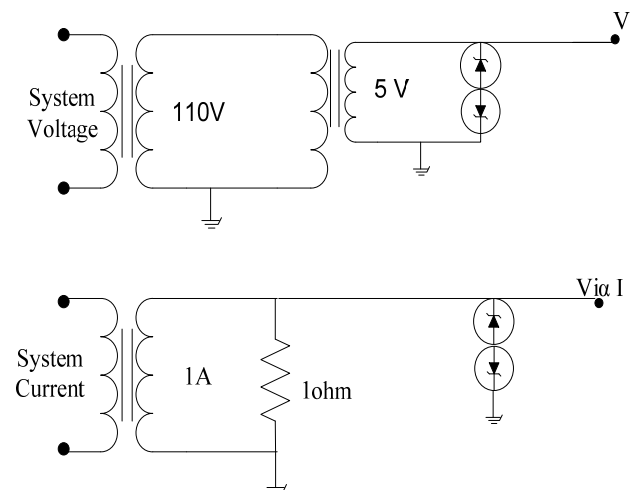 V
System
Voltage
110V
5 V
Viα I
System
Current
1A
1ohm